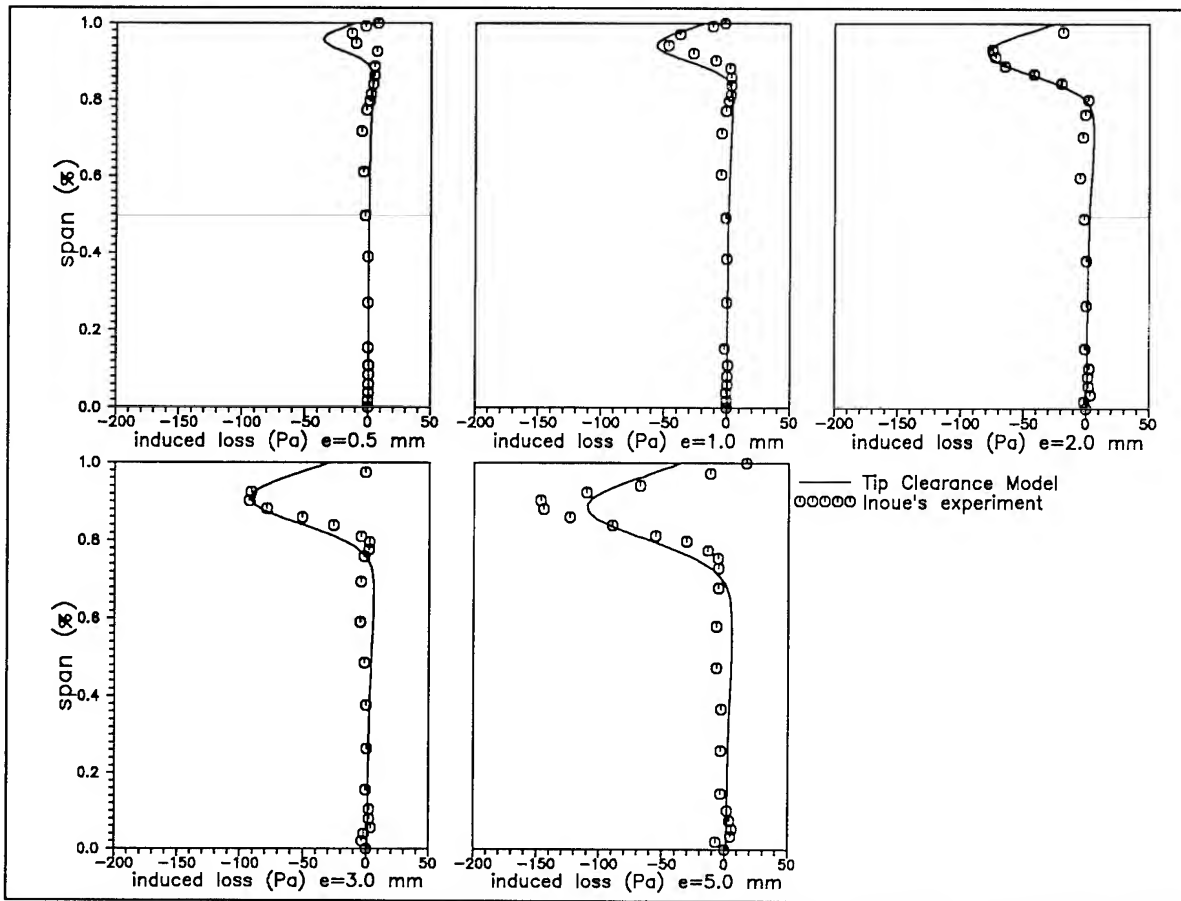 1.0
0.8
0.6
0.4
0.2
0.0
span (%)
-200 -150 -100 -50 0 50
induced loss (Pa) e=0.5 mm
-200 -150 -100 -50 0 50
induced loss (Pa) e=1.0 mm
-200 -150 -100 -50 0 50
induced loss (Pa) e=2.0 mm
1.0
0.8
0.6
0.4
0.2
0.0
span (%)
-200 -150 -100 -50 0 50
induced loss (Pa) e=3.0 mm
-200 -150 -100 -50 0 50
induced loss (Pa) e=5.0 mm
Tip Clearance Model
Inoue's experiment